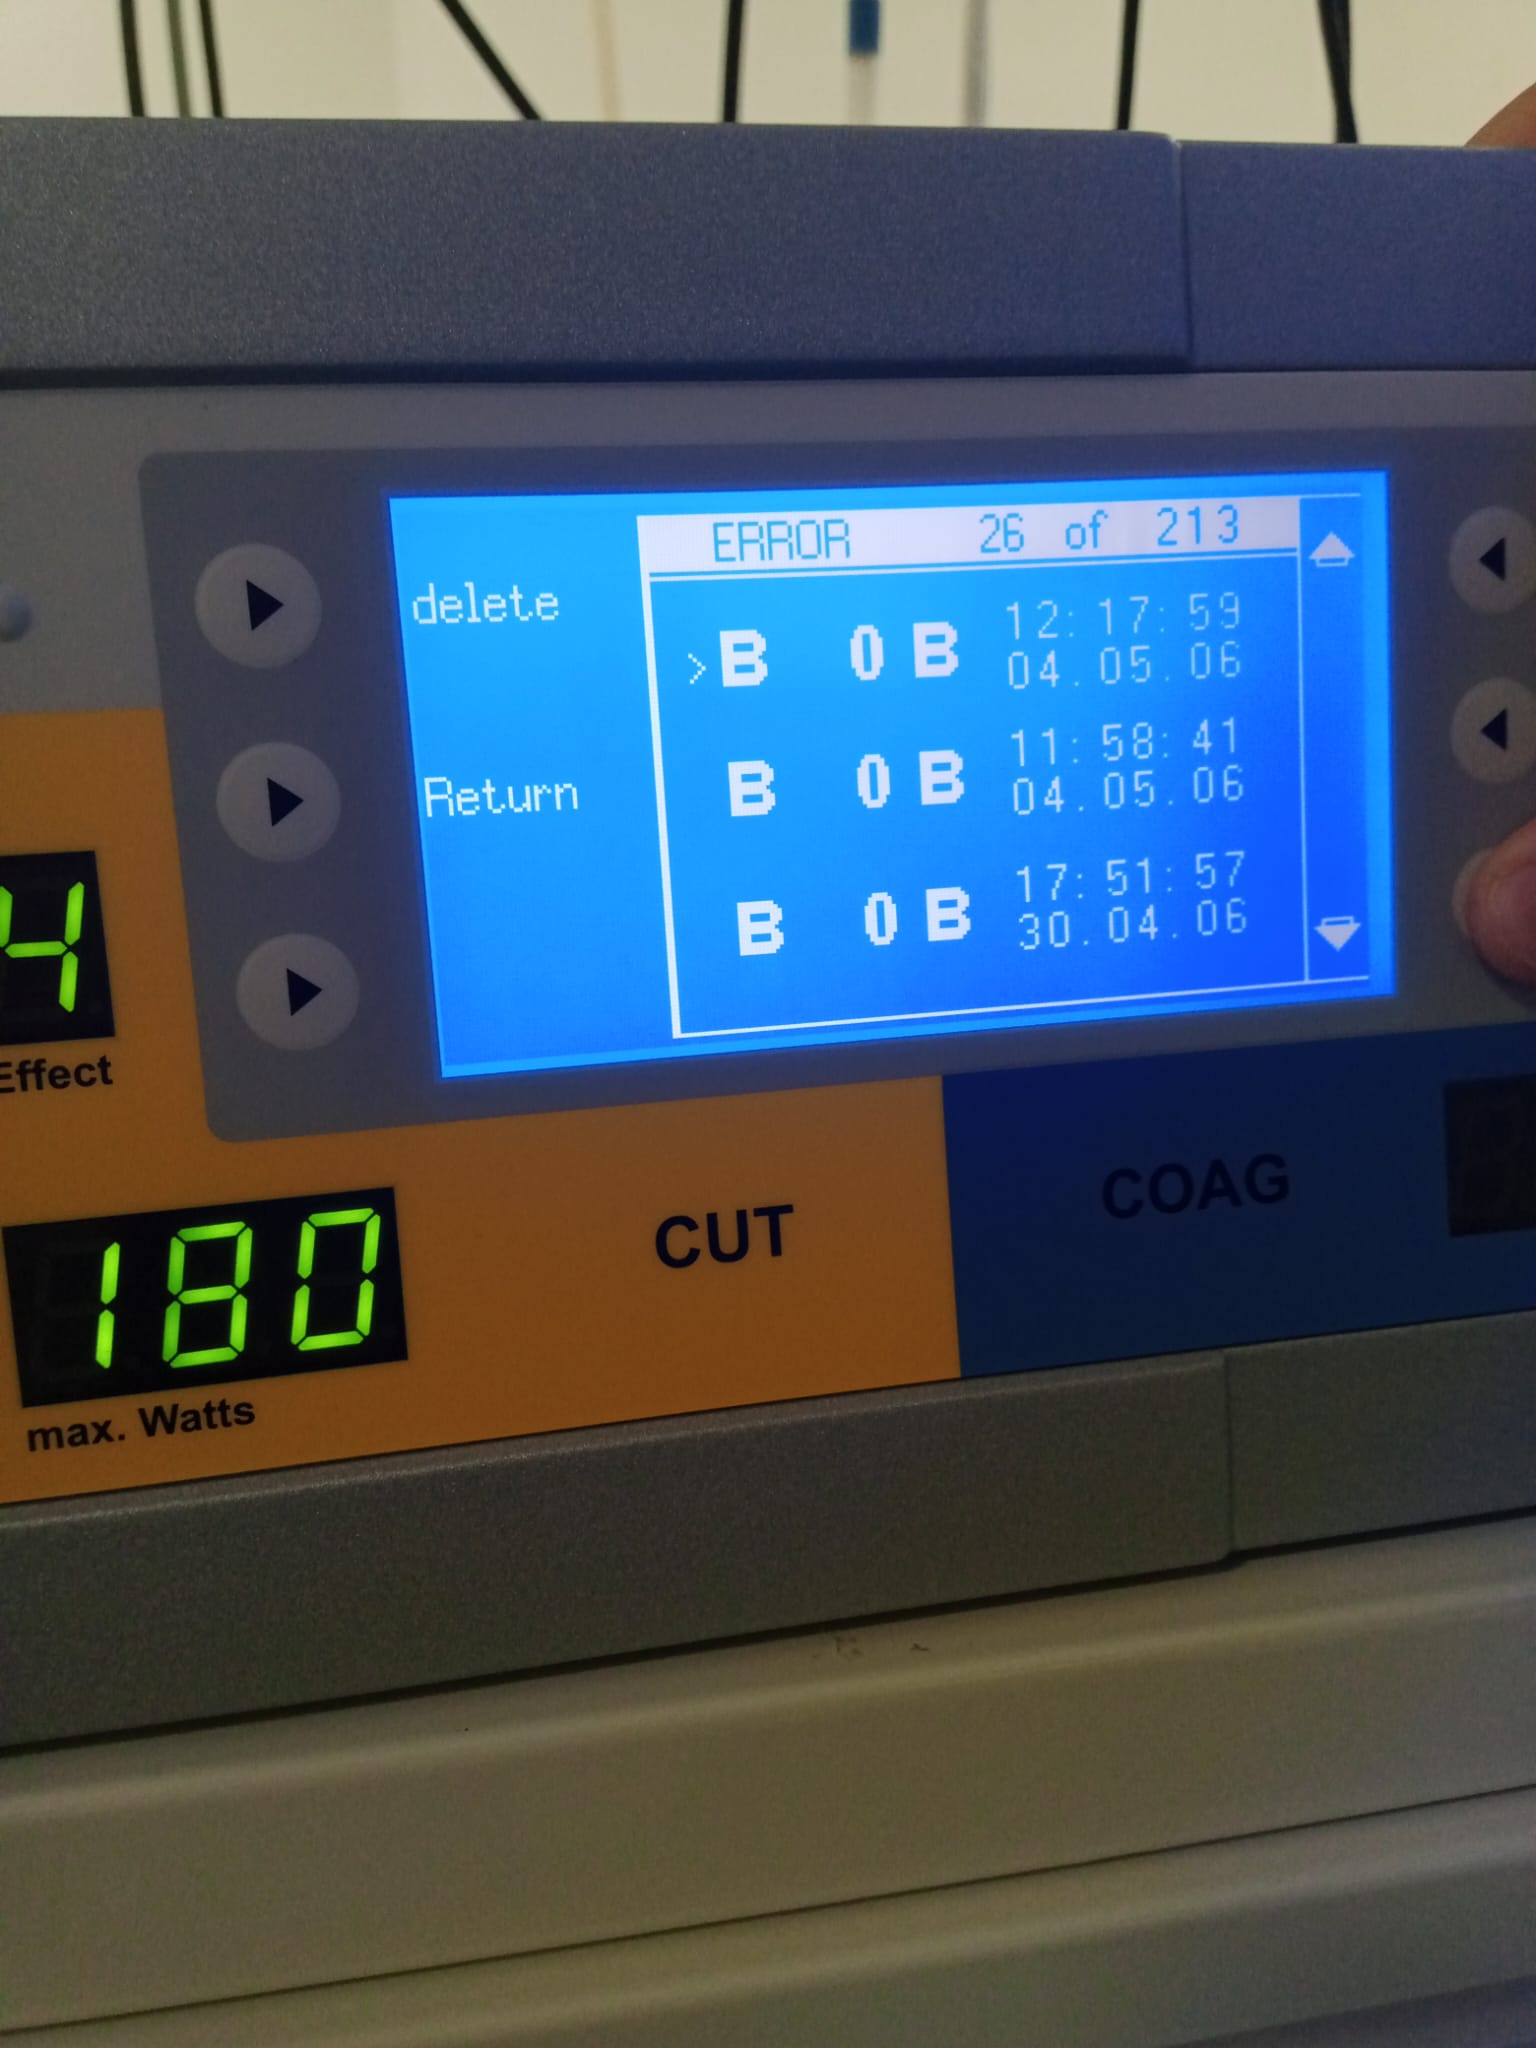 ERROR 26 of 213
delete
>B 0B 12:17:59
04.05.06
B 0B 11:58:41
04.05.06
Return
B 0B 17:51:57
30.04.06
4
Effect
180
max. Watts
CUT
COAG